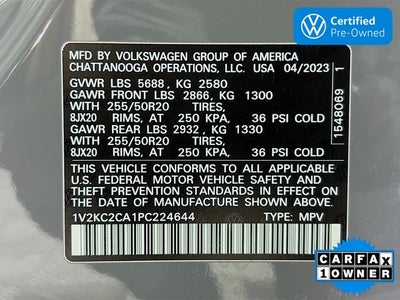 Certified
Pre-Owned
MFD BY VOLKSWAGEN GROUP OF AMERICA
CHATTANOOGA OPERATIONS, LLC. USA 04/2023
GVWR LBS 5688, KG 2580
GAWR FRONT LBS 2866, KG 1300
WITH 255/50R20 TIRES,
8JX20 RIMS, AT 250 KPA, 36 PSI COLD
GAWR REAR LBS 2932, KG 1330
WITH 255/50R20 TIRES,
8JX20 RIMS, AT 250 KPA, 36 PSI COLD
THIS VEHICLE CONFORMS TO ALL APPLICABLE
U.S. FEDERAL MOTOR VEHICLE SAFETY
STANDARDS IN EFFECT ON
THE DATE OF MANUFACTURE SHOWN ABOVE.
1V2KC2CA1PC224644 TYPE: MPV
1548069 1
CARFAX
1 OWNER